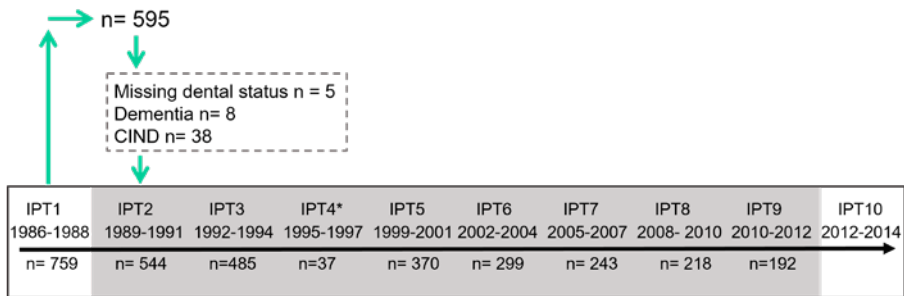 n= 595
Missing dental status n = 5
Dementia n= 8
CIND n= 38
IPT1 IPT2 IPT3 IPT4* IPT5 IPT6 IPT7 IPT8 IPT9 IPT10
1986-1988 1989-1991 1992-1994 1995-1997 1999-2001 2002-2004 2005-2007 2008- 2010 2010-2012 2012-2014
n= 759 n= 544 n=485 n=37 n= 370 n= 299 n= 243 n= 218 n=192